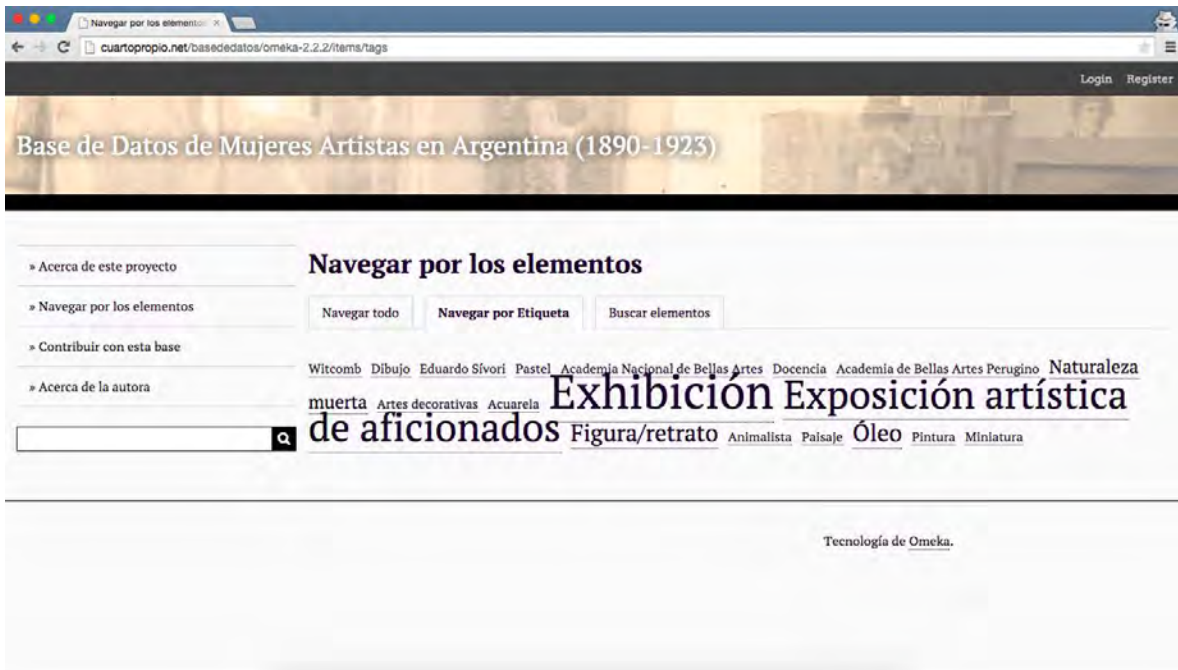 Navegar por los elemento
cuartopropio.net/basededatos/omeka-2.2.2/items/tags
Login Register
Base de Datos de Mujeres Artistas en Argentina (1890-1923)
» Acerca de este proyecto
» Navegar por los elementos
» Contribuir con esta base
» Acerca de la autora
Navegar por los elementos
Navegar todo Navegar por Etiqueta Buscar elementos
Witcomb Dibujo Eduardo Sívori Pastel Academia Nacional de Bellas Artes Docencia Academia de Bellas Artes Perugino Naturaleza
muerta Artes decorativas Acuarela Exhibición Exposición artística
de aficionados Figura/retrato Animalista Paisaje Óleo Pintura Miniatura
Tecnología de Omeka.